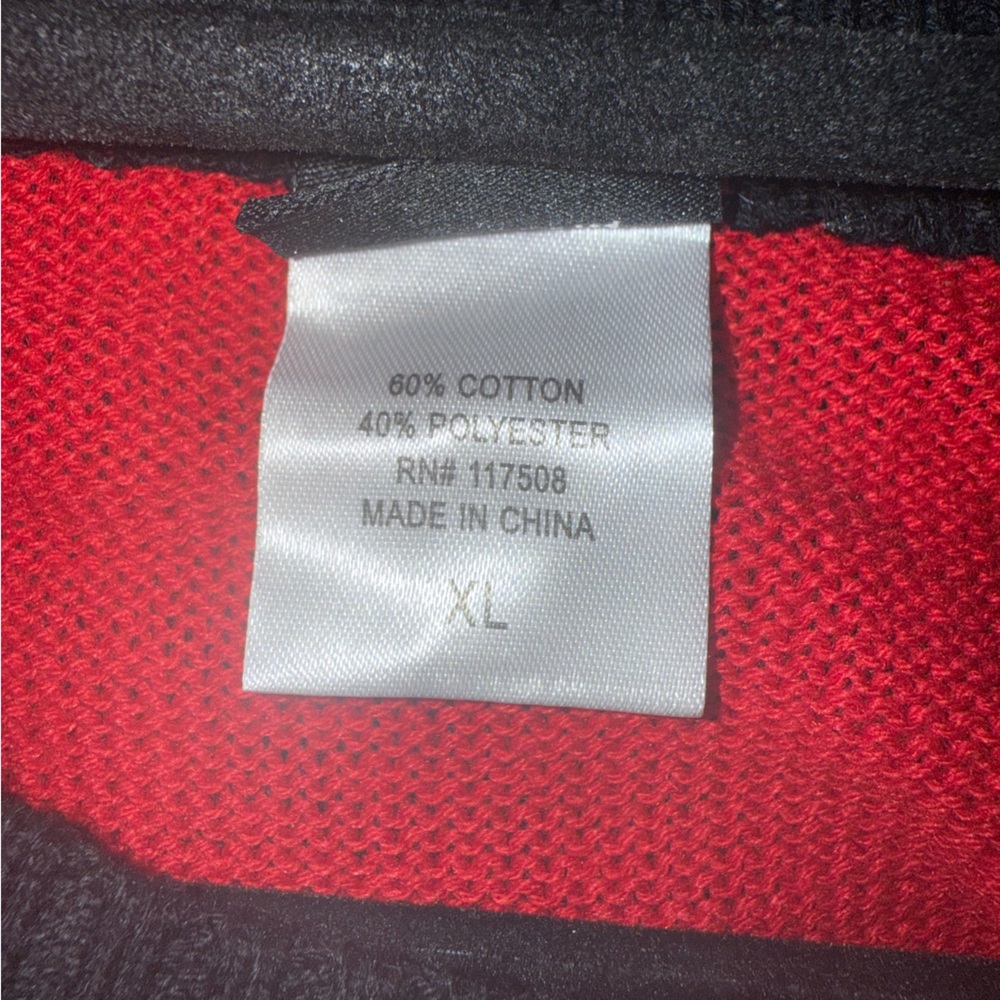 60% COTTON
40% POLYESTER
RN# 117508
MADE IN CHINA
XL